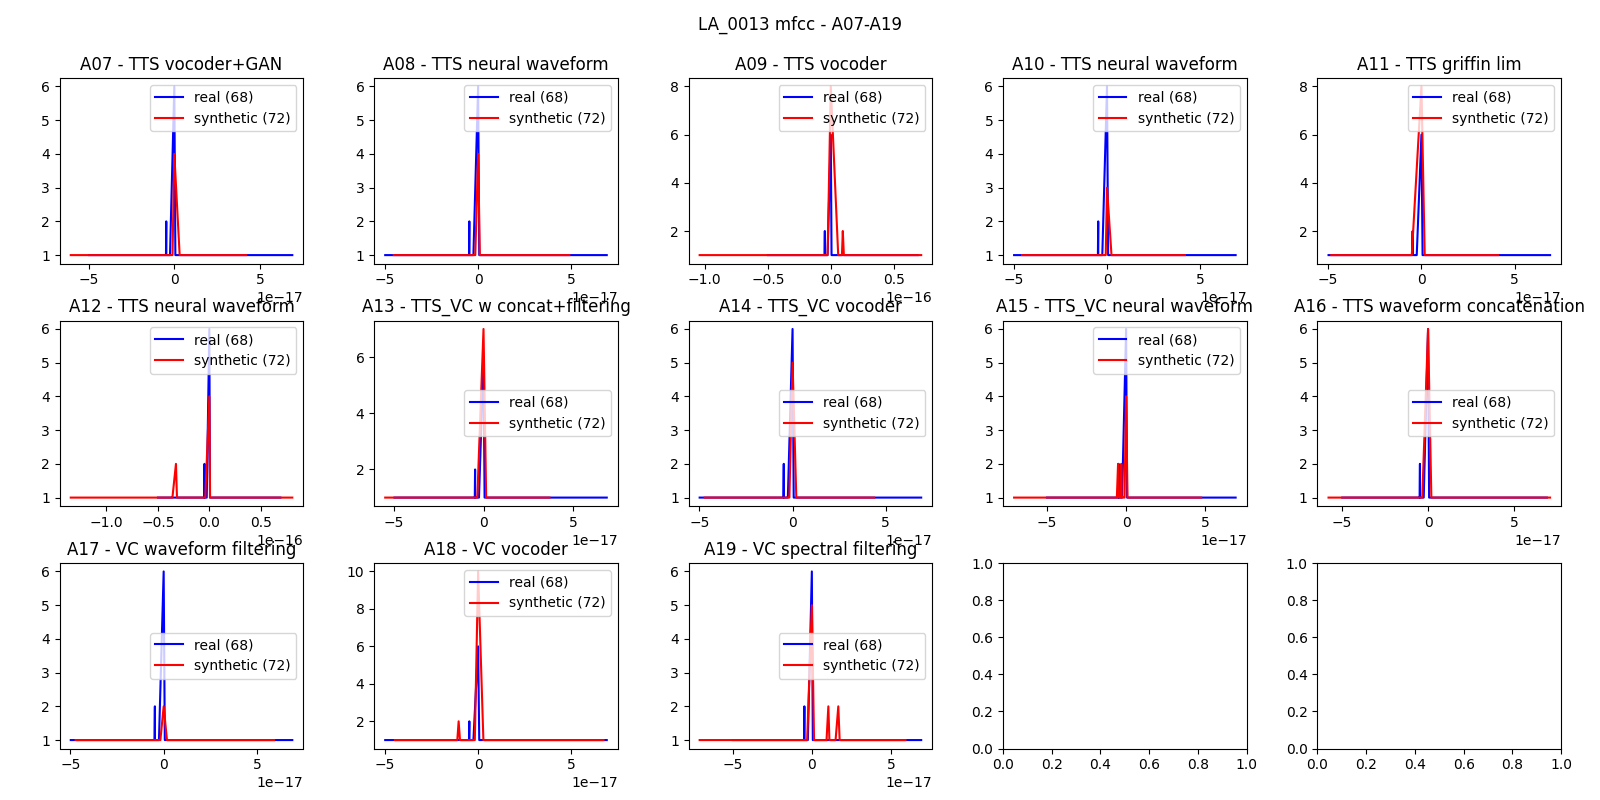 LA_0013 mfcc - A07-A19
A07 - TTS vocoder+GAN
6
5
4
3
2
1
−5
0
5
1e−17
real (68)
synthetic (72)
A08 - TTS neural waveform
6
5
4
3
2
1
−5
0
5
1e−17
real (68)
synthetic (72)
A09 - TTS vocoder
8
6
4
2
−1.0
−0.5
0.0
0.5
1e−16
real (68)
synthetic (72)
A10 - TTS neural waveform
6
5
4
3
2
1
−5
0
5
1e−17
real (68)
synthetic (72)
A11 - TTS griffin lim
8
6
4
2
−5
0
5
1e−17
real (68)
synthetic (72)
A12 - TTS neural waveform
6
5
4
3
2
1
−1.0
−0.5
0.0
0.5
1e−16
real (68)
synthetic (72)
A13 - TTS_VC w concat+filtering
6
4
2
−5
0
5
1e−17
real (68)
synthetic (72)
A14 - TTS_VC vocoder
6
5
4
3
2
1
−5
0
5
1e−17
real (68)
synthetic (72)
A15 - TTS_VC neural waveform
6
5
4
3
2
1
−5
0
5
1e−17
real (68)
synthetic (72)
A16 - TTS waveform concatenation
6
5
4
3
2
1
−5
0
5
1e−17
real (68)
synthetic (72)
A17 - VC waveform filtering
6
5
4
3
2
1
−5
0
5
1e−17
real (68)
synthetic (72)
A18 - VC vocoder
10
8
6
4
2
−5
0
5
1e−17
real (68)
synthetic (72)
A19 - VC spectral filtering
6
5
4
3
2
1
−5
0
5
1e−17
real (68)
synthetic (72)
1.0
0.8
0.6
0.4
0.2
0.0
0.0
0.2
0.4
0.6
0.8
1.0
1.0
0.8
0.6
0.4
0.2
0.0
0.0
0.2
0.4
0.6
0.8
1.0